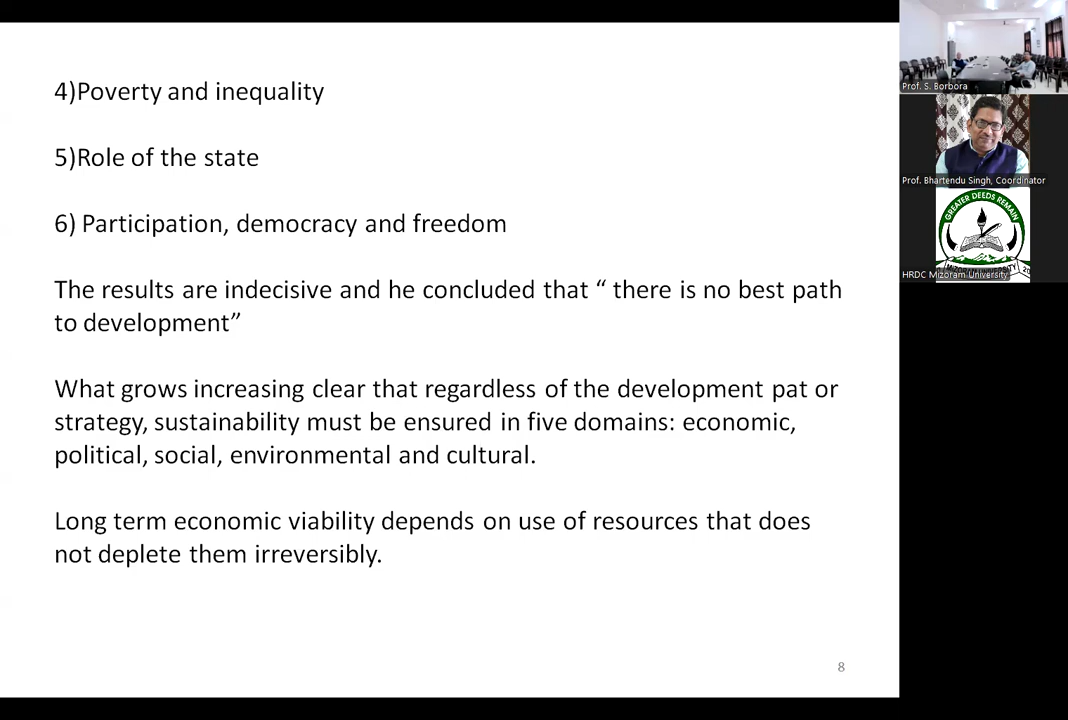 4)Poverty and inequality
5)Role of the state
6) Participation, democracy and freedom
The results are indecisive and he concluded that “ there is no best path
to development”
What grows increasing clear that regardless of the development pat or
strategy, sustainability must be ensured in five domains: economic,
political, social, environmental and cultural.
Long term economic viability depends on use of resources that does
not deplete them irreversibly.
8
Prof. S. Borbora
Prof. Bhartendu Singh, Coordinator
GREATER DEEDS REMAIN
MIZORAM UNIVERSITY
HRDC Mizoram University